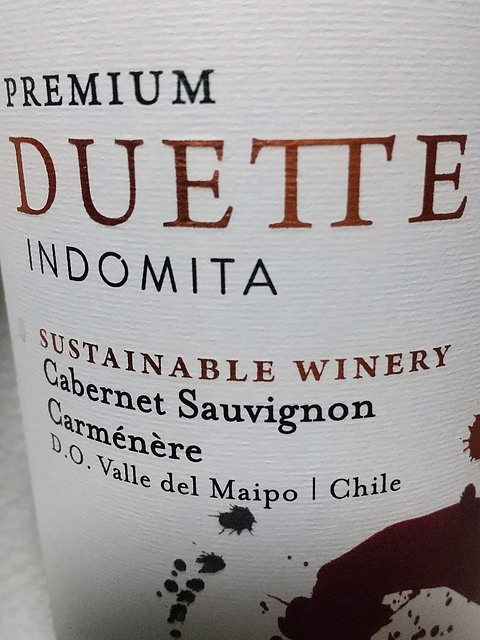 PREMIUM
DUETTE
INDOMITA
SUSTAINABLE WINERY
Cabernet Sauvignon
Carménère
D.O. Valle del Maipo | Chile